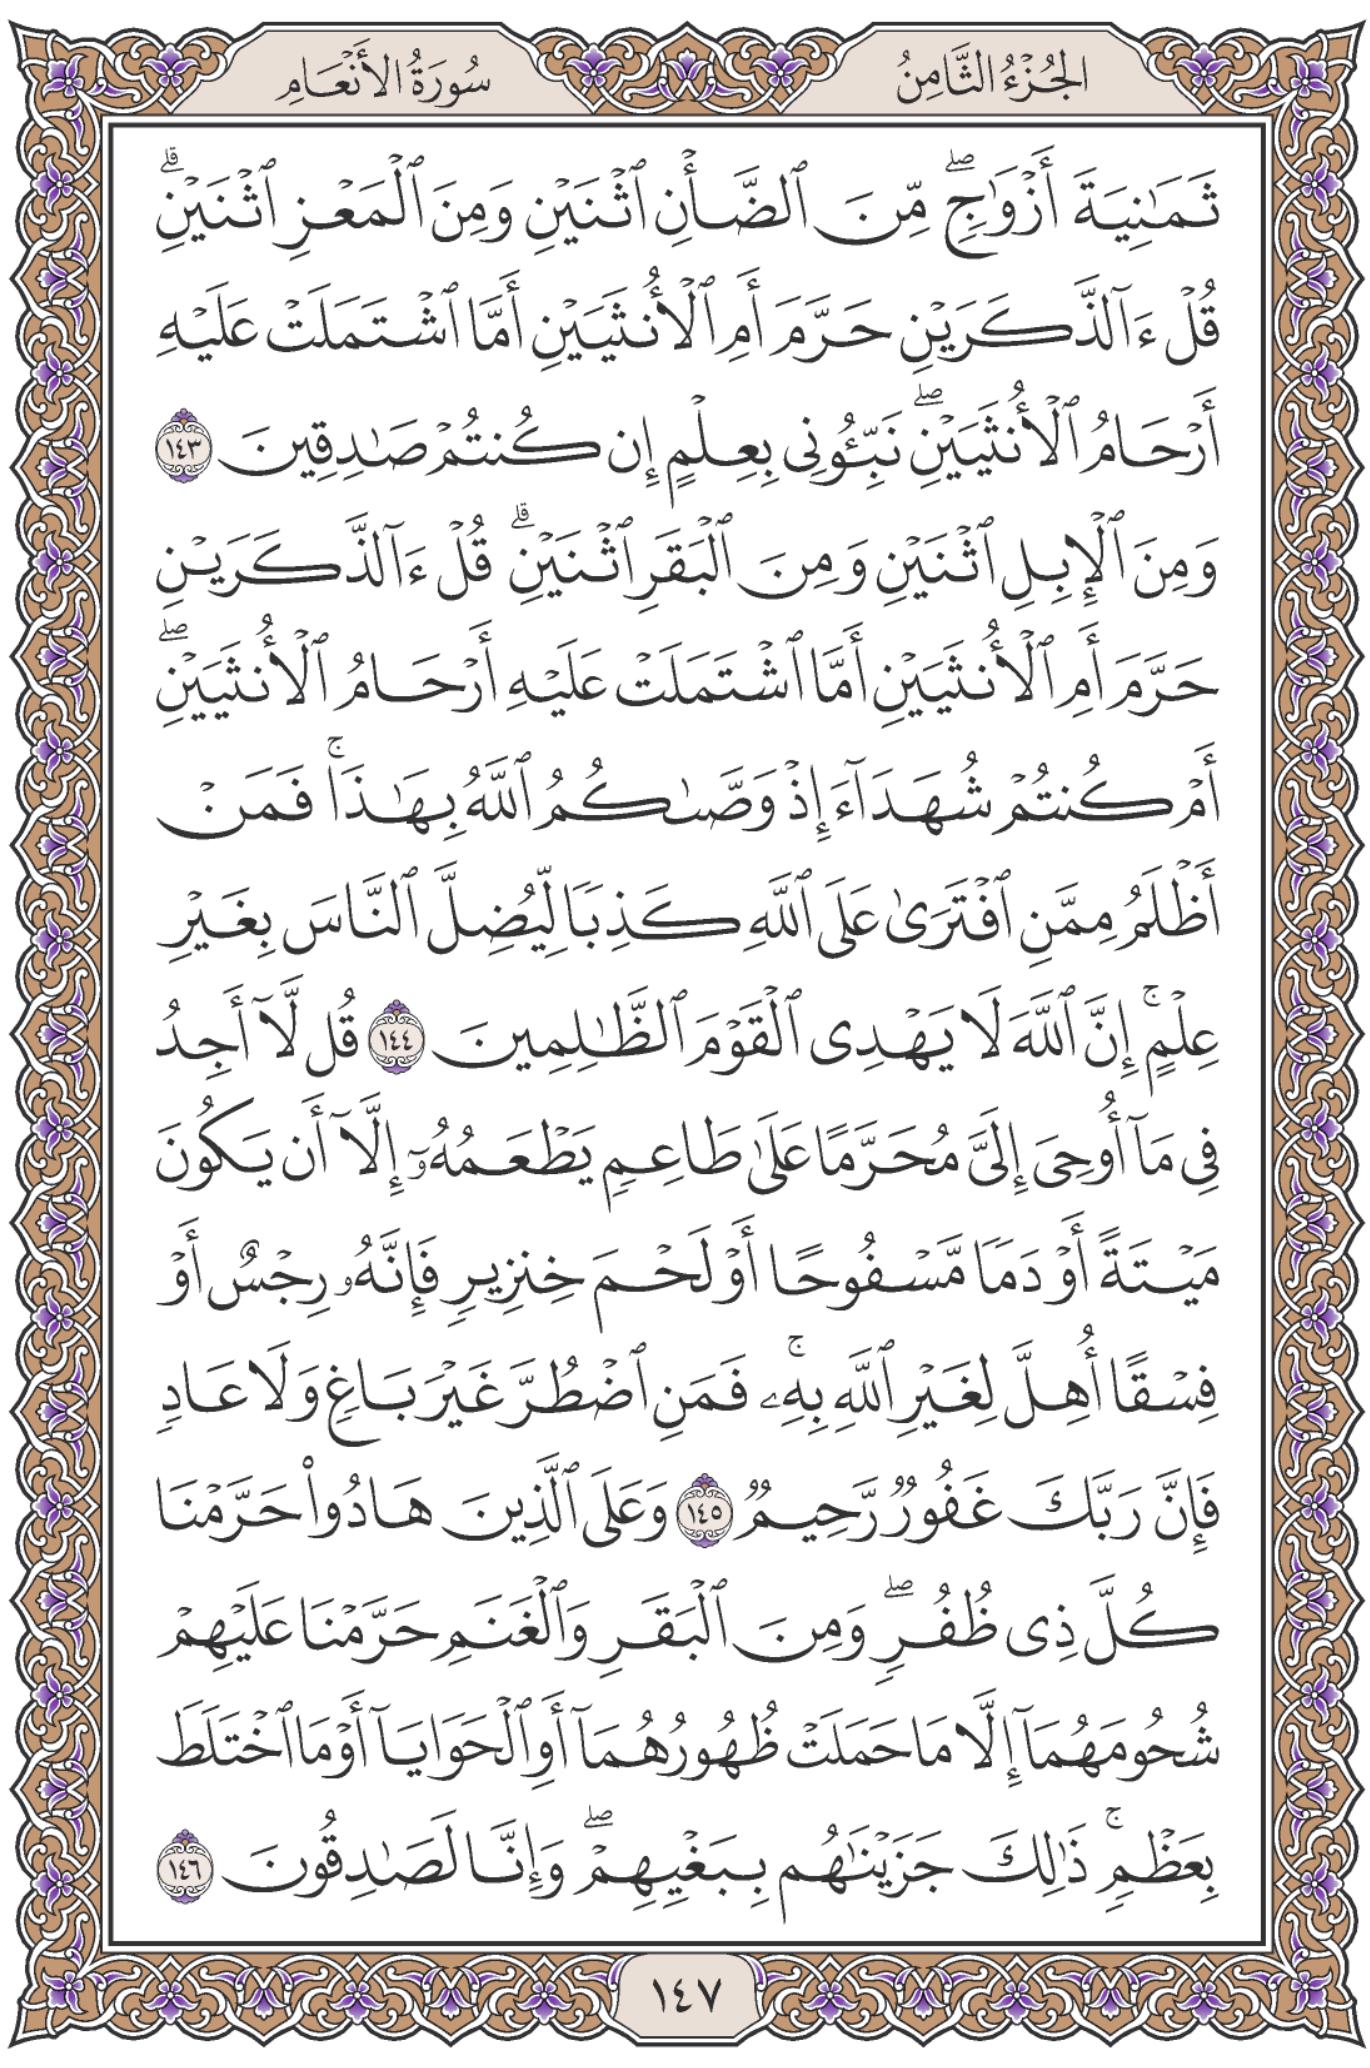 الجُزْءُ الثَّامِنُ
سُورَةُ الأَنْعَامِ
ثَمَـٰنِيَةَ أَزْوَٰجٍۖ مِّنَ ٱلضَّأْنِ ٱثْنَيْنِ وَمِنَ ٱلْمَعْزِ ٱثْنَيْنِۗ
قُلْ ءَآلذَّكَرَيْنِ حَرَّمَ أَمِ ٱلْأُنثَيَيْنِ أَمَّا ٱشْتَمَلَتْ عَلَيْهِ
أَرْحَامُ ٱلْأُنثَيَيْنِۖ نَبِّـُٔونِى بِعِلْمٍ إِن كُنتُمْ صَـٰدِقِينَ ١٤٣
وَمِنَ ٱلْإِبِلِ ٱثْنَيْنِ وَمِنَ ٱلْبَقَرِ ٱثْنَيْنِۗ قُلْ ءَآلذَّكَرَيْنِ
حَرَّمَ أَمِ ٱلْأُنثَيَيْنِ أَمَّا ٱشْتَمَلَتْ عَلَيْهِ أَرْحَامُ ٱلْأُنثَيَيْنِۖ
أَمْ كُنتُمْ شُهَدَآءَ إِذْ وَصَّىٰكُمُ ٱللَّهُ بِهَـٰذَاۚ فَمَنْ
أَظْلَمُ مِمَّنِ ٱفْتَرَىٰ عَلَى ٱللَّهِ كَذِبًا لِّيُضِلَّ ٱلنَّاسَ بِغَيْرِ
عِلْمٍۚ إِنَّ ٱللَّهَ لَا يَهْدِى ٱلْقَوْمَ ٱلظَّـٰلِمِينَ ١٤٤ قُل لَّآ أَجِدُ
فِى مَآ أُوحِىَ إِلَىَّ مُحَرَّمًا عَلَىٰ طَاعِمٍ يَطْعَمُهُۥٓ إِلَّآ أَن يَكُونَ
مَيْتَةً أَوْ دَمًا مَّسْفُوحًا أَوْ لَحْمَ خِنزِيرٍ فَإِنَّهُۥ رِجْسٌ أَوْ
فِسْقًا أُهِلَّ لِغَيْرِ ٱللَّهِ بِهِۦۚ فَمَنِ ٱضْطُرَّ غَيْرَ بَاغٍ وَلَا عَادٍ
فَإِنَّ رَبَّكَ غَفُورٌ رَّحِيمٌ ١٤٥ وَعَلَى ٱلَّذِينَ هَادُوا۟ حَرَّمْنَا
كُلَّ ذِى ظُفُرٍۖ وَمِنَ ٱلْبَقَرِ وَٱلْغَنَمِ حَرَّمْنَا عَلَيْهِمْ
شُحُومَهُمَآ إِلَّا مَا حَمَلَتْ ظُهُورُهُمَآ أَوِ ٱلْحَوَايَآ أَوْ مَا ٱخْتَلَطَ
بِعَظْمٍۚ ذَٰلِكَ جَزَيْنَـٰهُم بِبَغْيِهِمْۖ وَإِنَّا لَصَـٰدِقُونَ ١٤٦
١٤٧